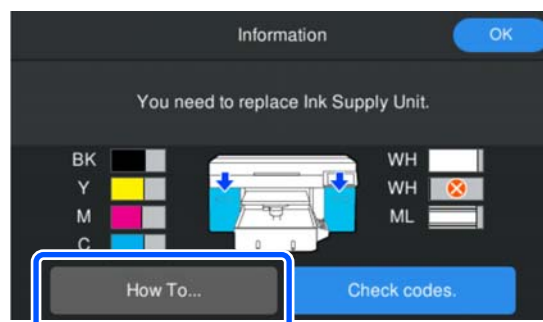 Information
OK
You need to replace Ink Supply Unit.
BK
WH
Y
WH
M
ML
C
How To...
Check codes.